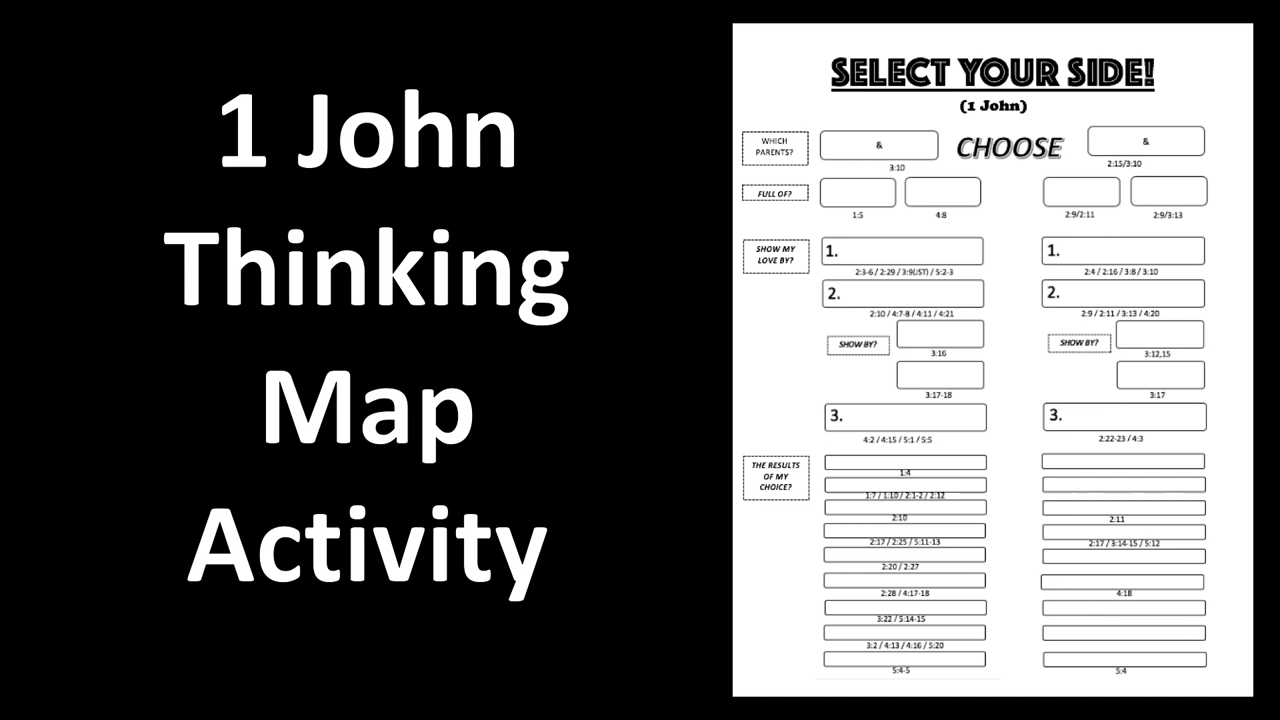 1 John
Thinking
Map
Activity
SELECT YOUR SIDE!
(1 John)
WHICH
PARENTS?
&
CHOOSE
&
3:10
2:15/3:10
FULL OF?
1:5
4:8
2:9/2:11
2:9/3:13
SHOW MY
LOVE BY?
1.
1.
2:3-6 / 2:29 / 3:9(JST) / 5:2-3
2:4 / 2:16 / 3:8 / 3:10
2.
2.
2:10 / 4:7-8 / 4:11 / 4:21
2:9 / 2:11 / 3:13 / 4:20
SHOW BY?
SHOW BY?
3:16
3:12,15
3:17-18
3:17
3.
3.
4:2 / 4:15 / 5:1 / 5:5
2:22-23 / 4:3
THE RESULTS
OF MY
CHOICE?
1:4
1:7 / 1:10 / 2:1-2 / 2:12
2:10
2:11
2:17 / 2:25 / 5:11-13
2:17 / 3:14-15 / 5:12
2:20 / 2:27
2:28 / 4:17-18
4:18
3:22 / 5:14-15
3:2 / 4:13 / 4:16 / 5:20
5:4-5
5:4